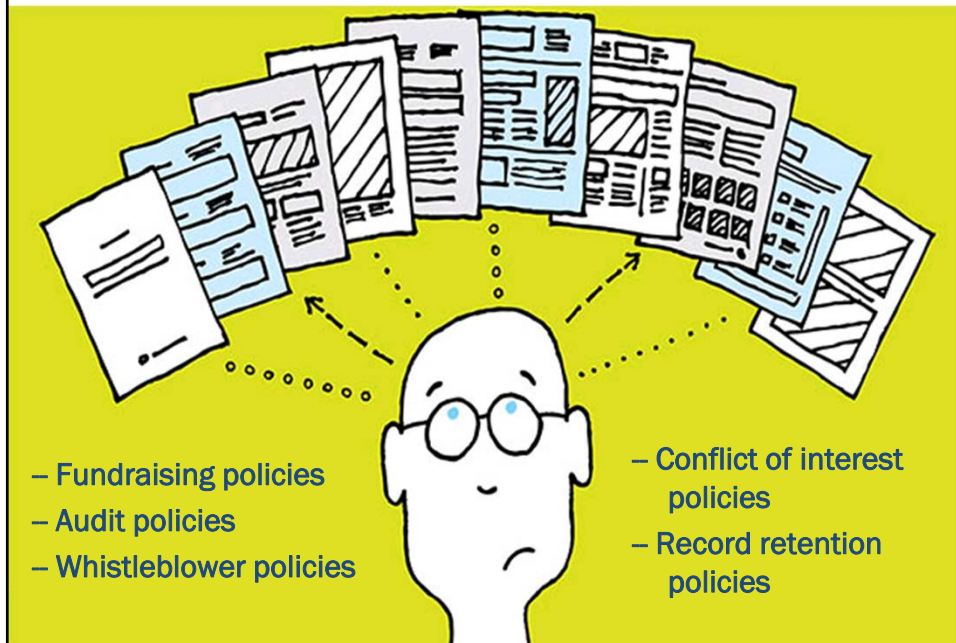 – Fundraising policies
– Audit policies
– Whistleblower policies
– Conflict of interest
policies
– Record retention
policies